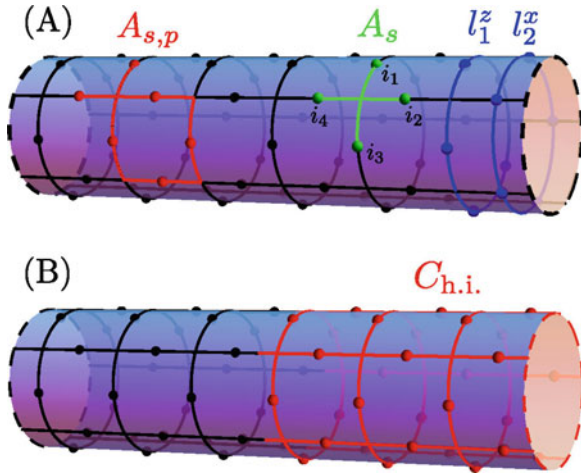 (A)
A_{s,p} A_s l_1^z l_2^x
i_1
i_4 i_2
i_3
(B)
C_{h.i.}